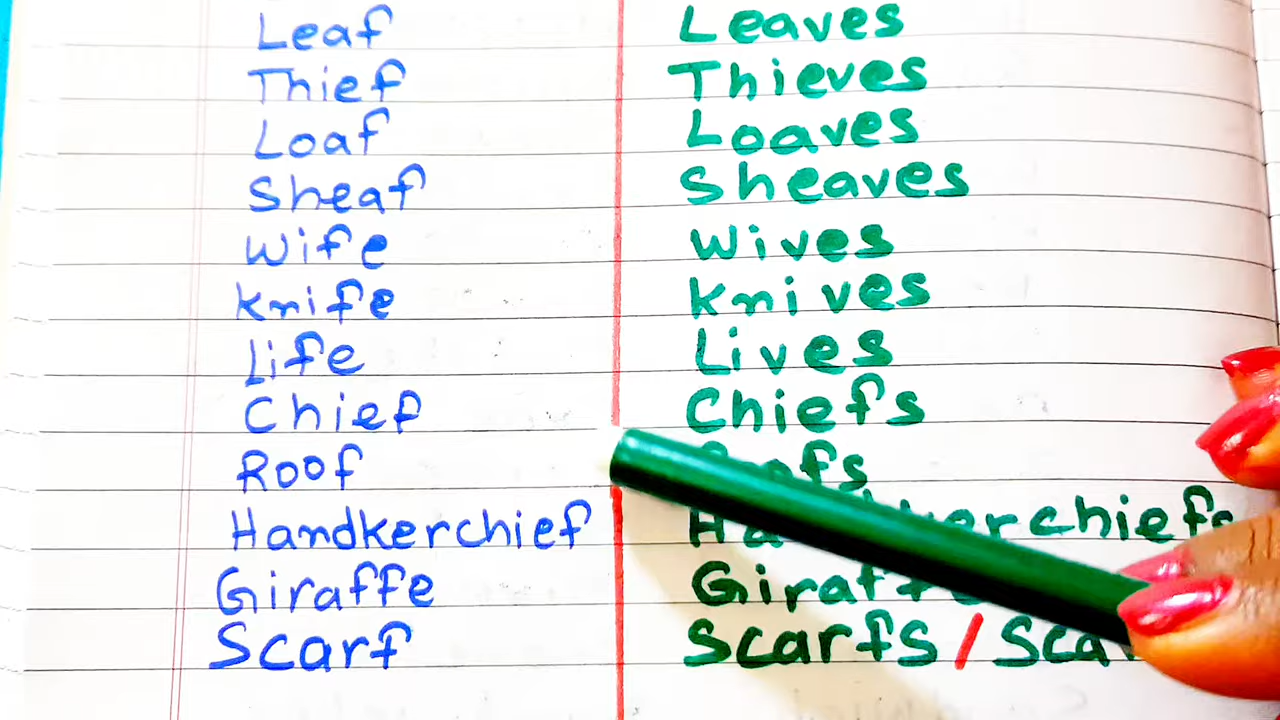 Leaf Leaves
Thief Thieves
Loaf Loaves
Sheaf Sheaves
Wife Wives
Knife Knives
Life Lives
Chief Chiefs
Roof
Handkerchief
Giraffe
Scarf Scarfs /